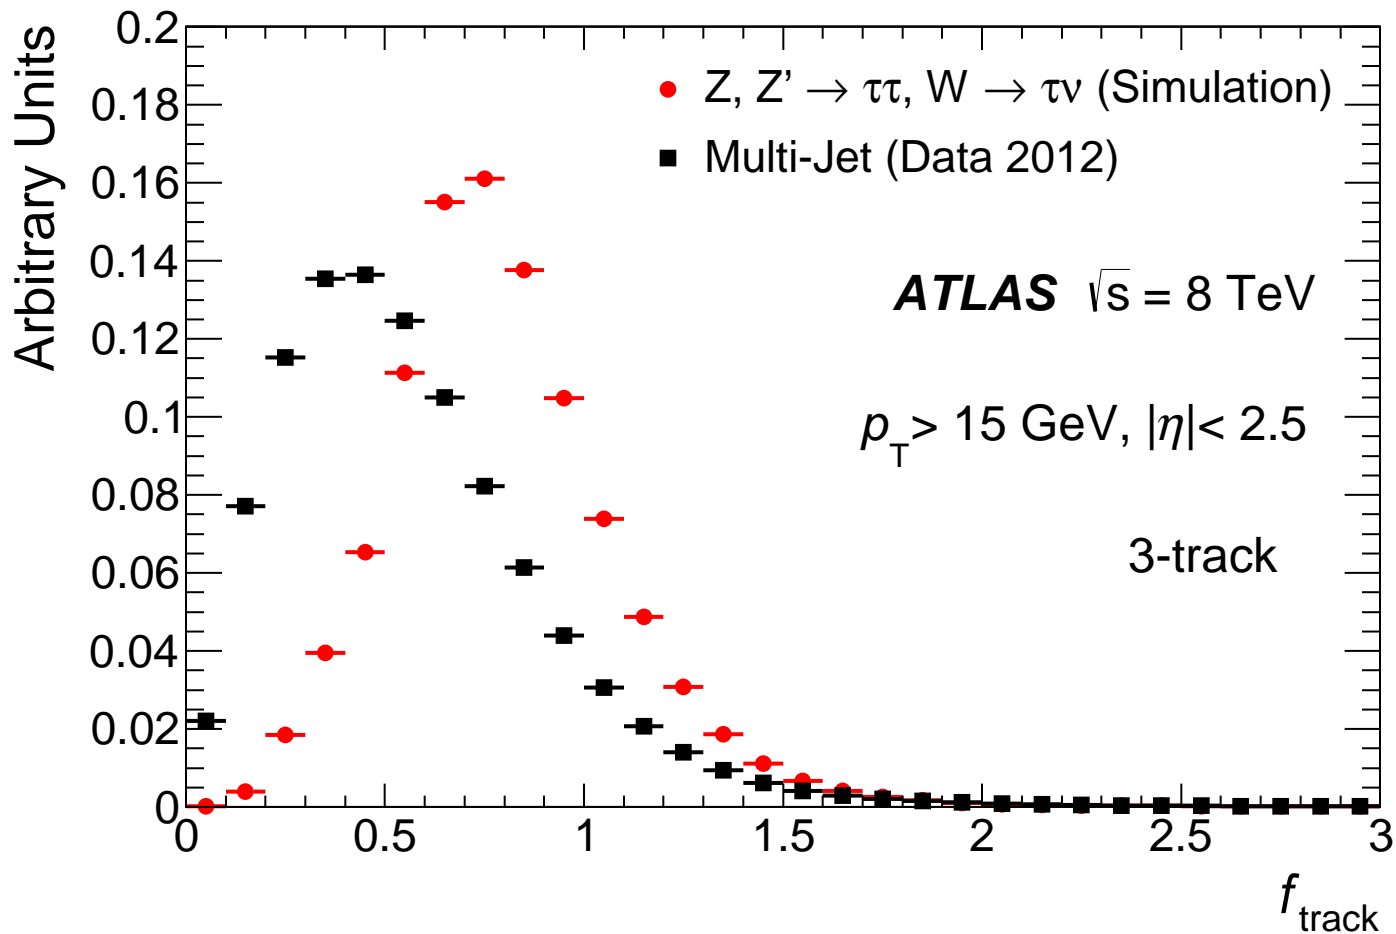 Arbitrary Units
0.2
0.18
0.16
0.14
0.12
0.1
0.08
0.06
0.04
0.02
0
Z, Z' → ττ, W → τν (Simulation)
Multi-Jet (Data 2012)
ATLAS √s = 8 TeV
p_T> 15 GeV, |η|< 2.5
3-track
0 0.5 1 1.5 2 2.5 3
f_track